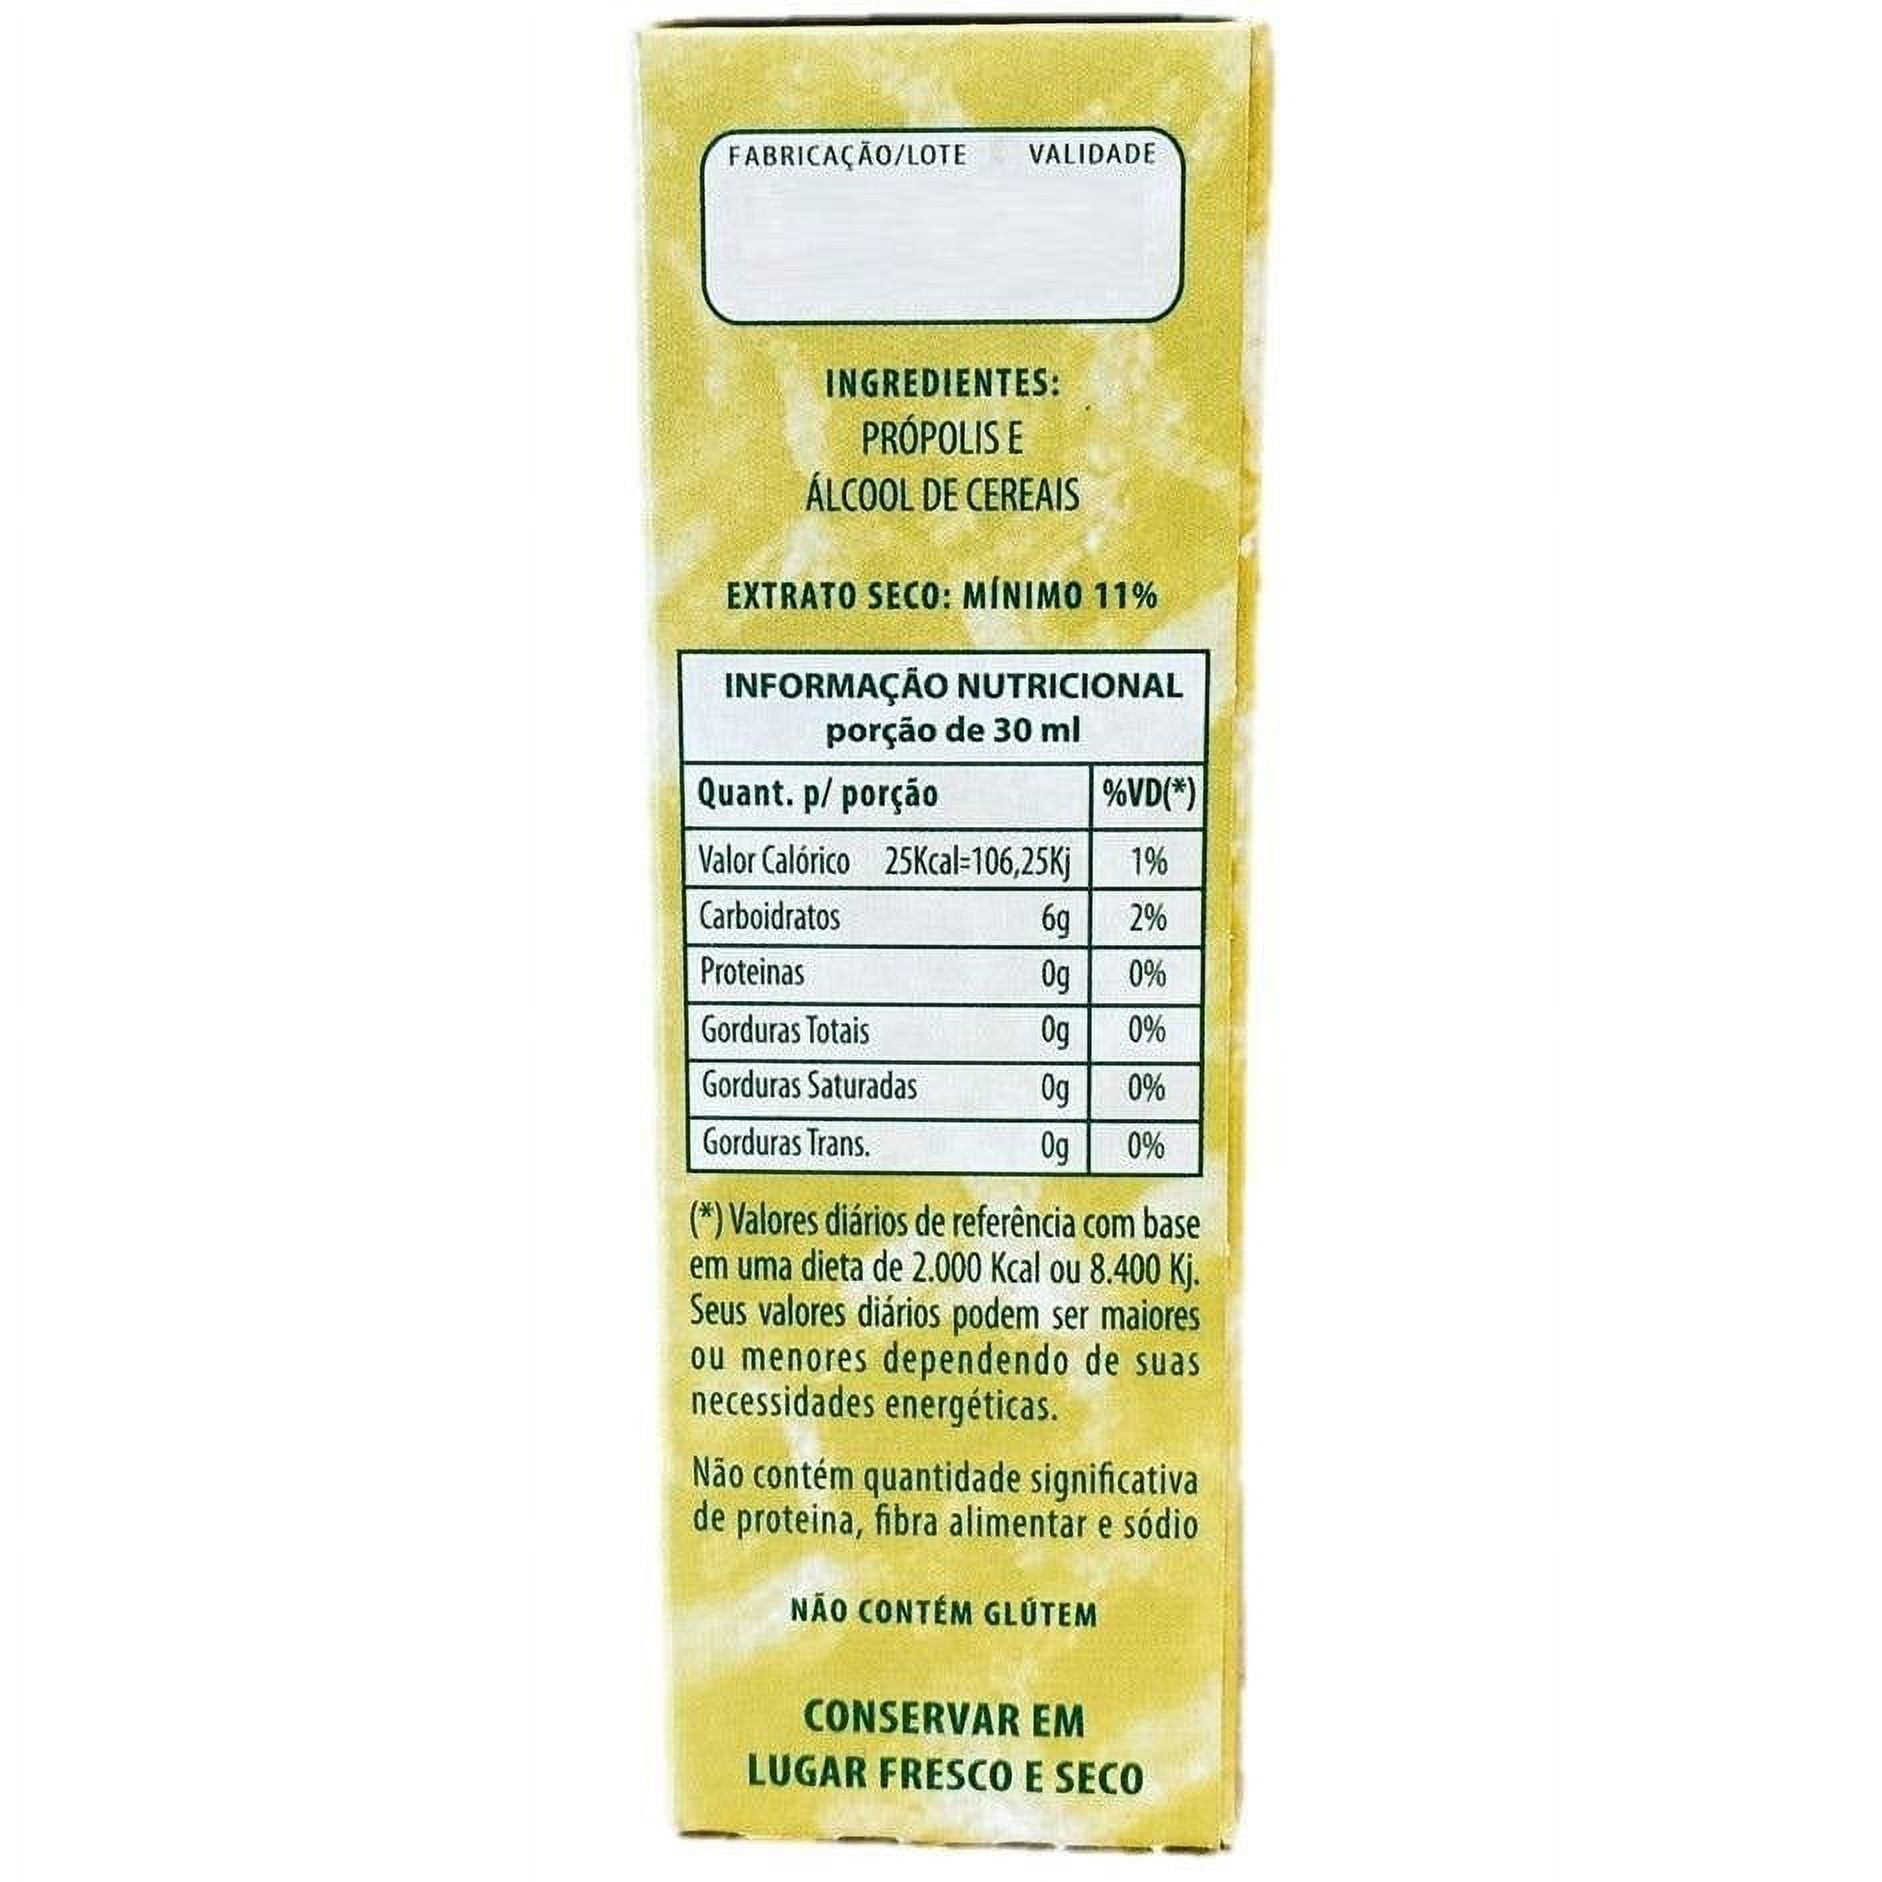 FABRICAÇÃO/LOTE VALIDADE
INGREDIENTES:
PRÓPOLIS E
ÁLCOOL DE CEREAIS
EXTRATO SECO: MÍNIMO 11%
INFORMAÇÃO NUTRICIONAL
porção de 30 ml
Quant. p/ porção %VD(*)
Valor Calórico 25Kcal=106,25Kj 1%
Carboidratos 6g 2%
Proteinas 0g 0%
Gorduras Totais 0g 0%
Gorduras Saturadas 0g 0%
Gorduras Trans. 0g 0%
(*) Valores diários de referência com base
em uma dieta de 2.000 Kcal ou 8.400 Kj.
Seus valores diários podem ser maiores
ou menores dependendo de suas
necessidades energéticas.
Não contém quantidade significativa
de proteina, fibra alimentar e sódio
NÃO CONTÉM GLÚTEM
CONSERVAR EM
LUGAR FRESCO E SECO